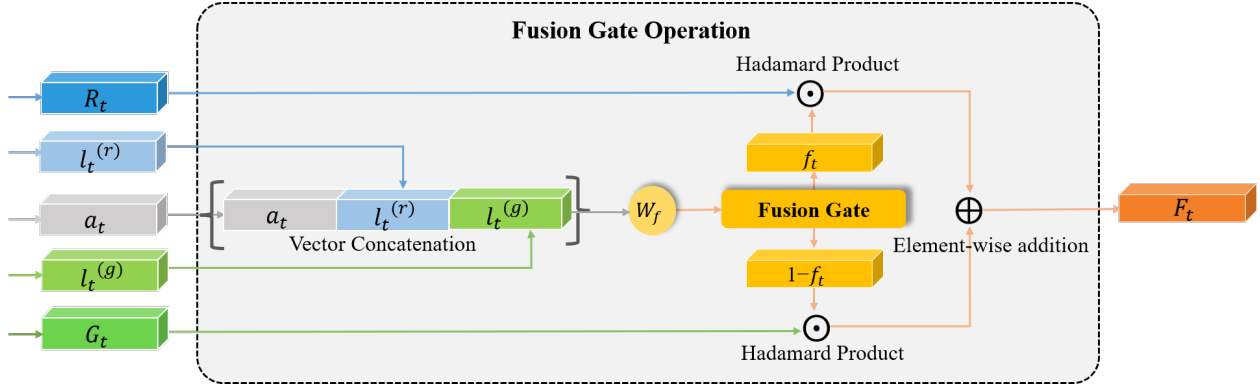 Fusion Gate Operation
Hadamard Product
R_t
l_t^{(r)}
f_t
a_t
a_t l_t^{(r)} l_t^{(g)}
W_f
Fusion Gate
F_t
Vector Concatenation
Element-wise addition
l_t^{(g)}
1−f_t
G_t
Hadamard Product